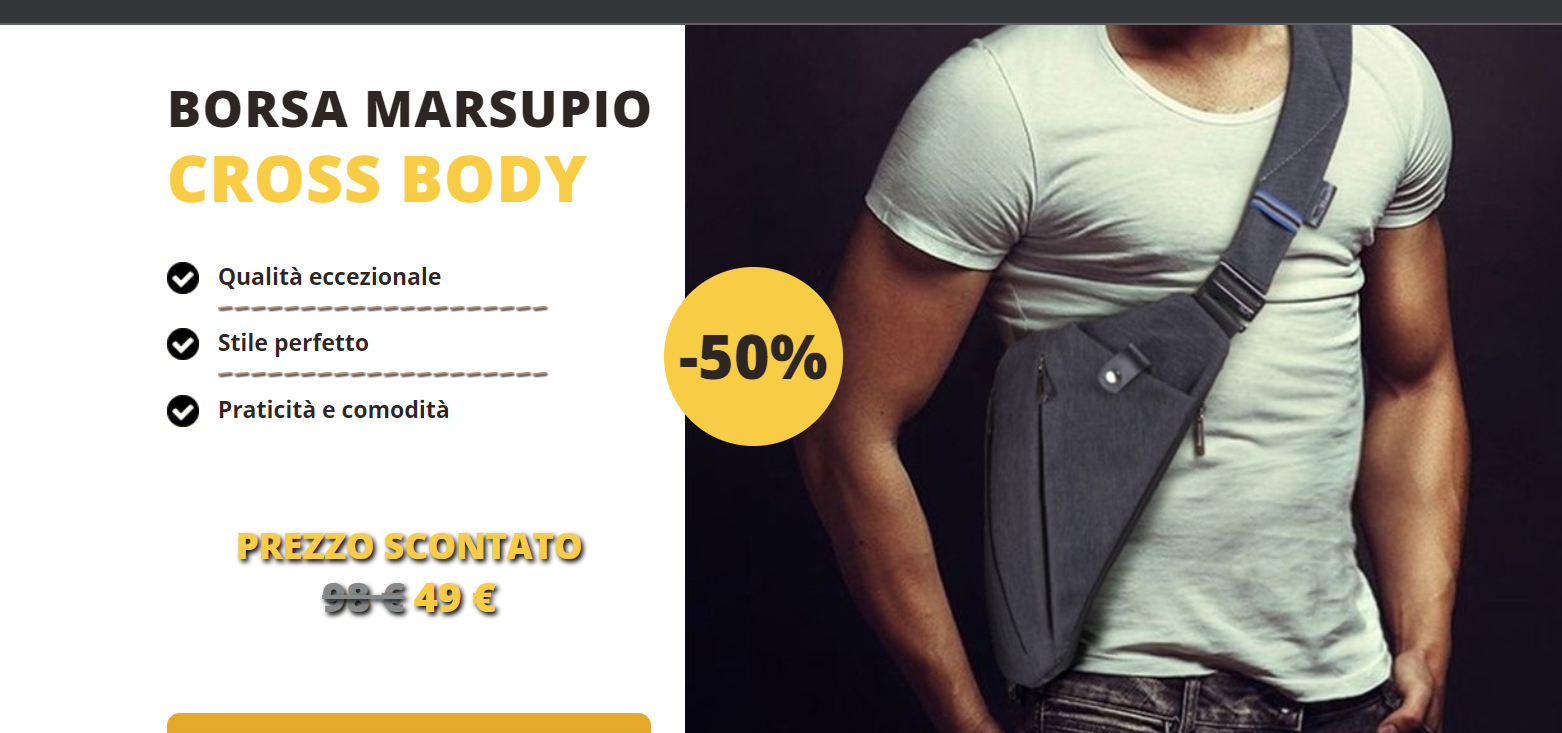 BORSA MARSUPIO
CROSS BODY
Qualità eccezionale
Stile perfetto
Praticità e comodità
-50%
PREZZO SCONTATO
98 € 49 €